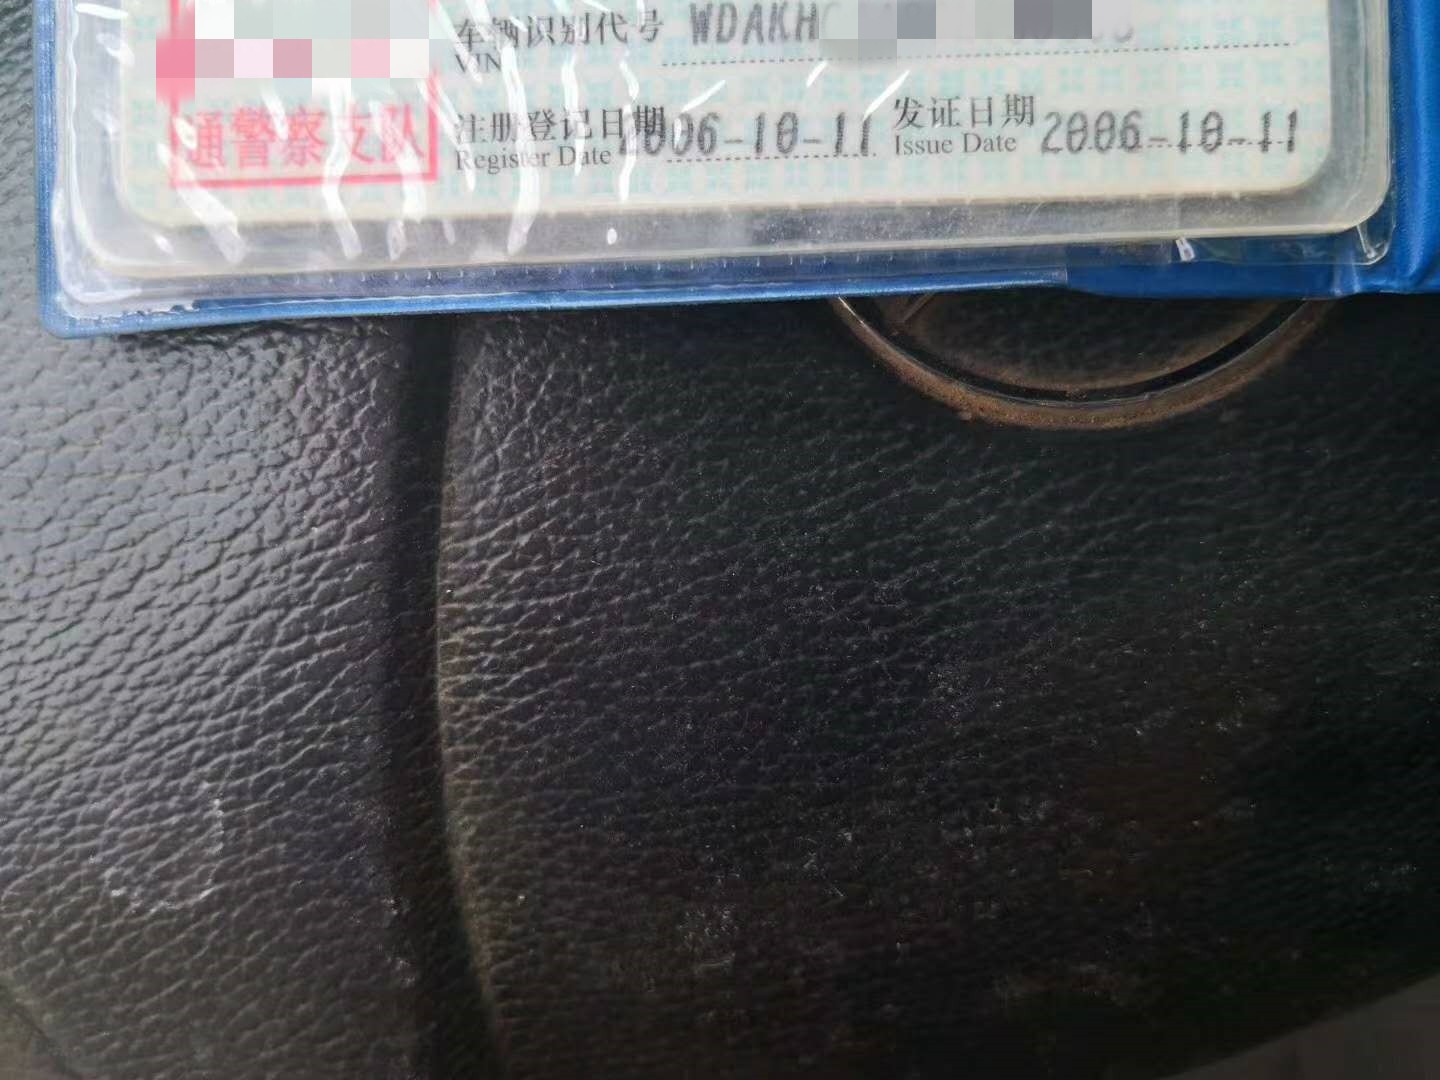 车辆识别代号 WDAKH
VIN
通警察支队
注册登记日期 2006-10-11 发证日期 2006-10-11
Register Date Issue Date